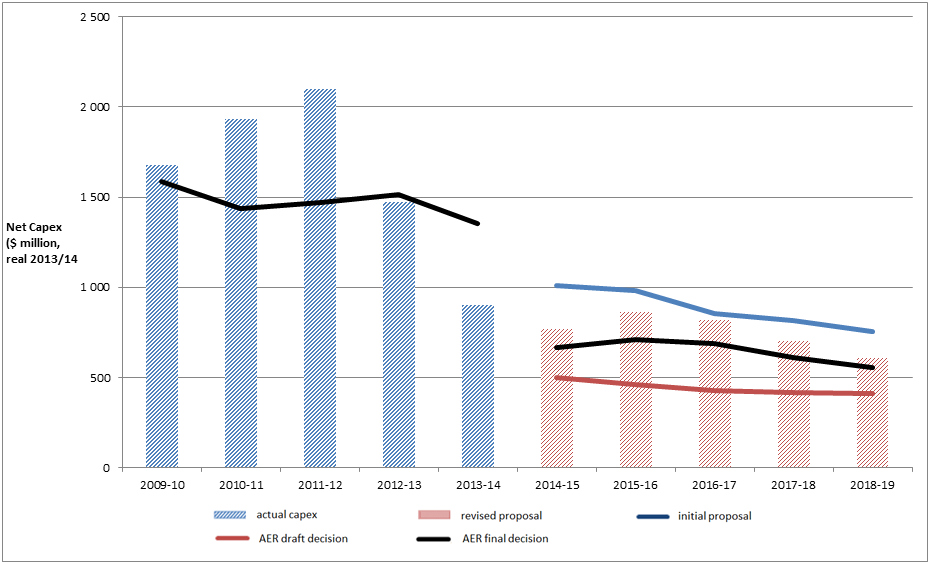 2 500
2 000
1 500
Net Capex
($ million,
real 2013/14
1 000
500
0
2009-10 2010-11 2011-12 2012-13 2013-14 2014-15 2015-16 2016-17 2017-18 2018-19
actual capex revised proposal initial proposal
AER draft decision AER final decision